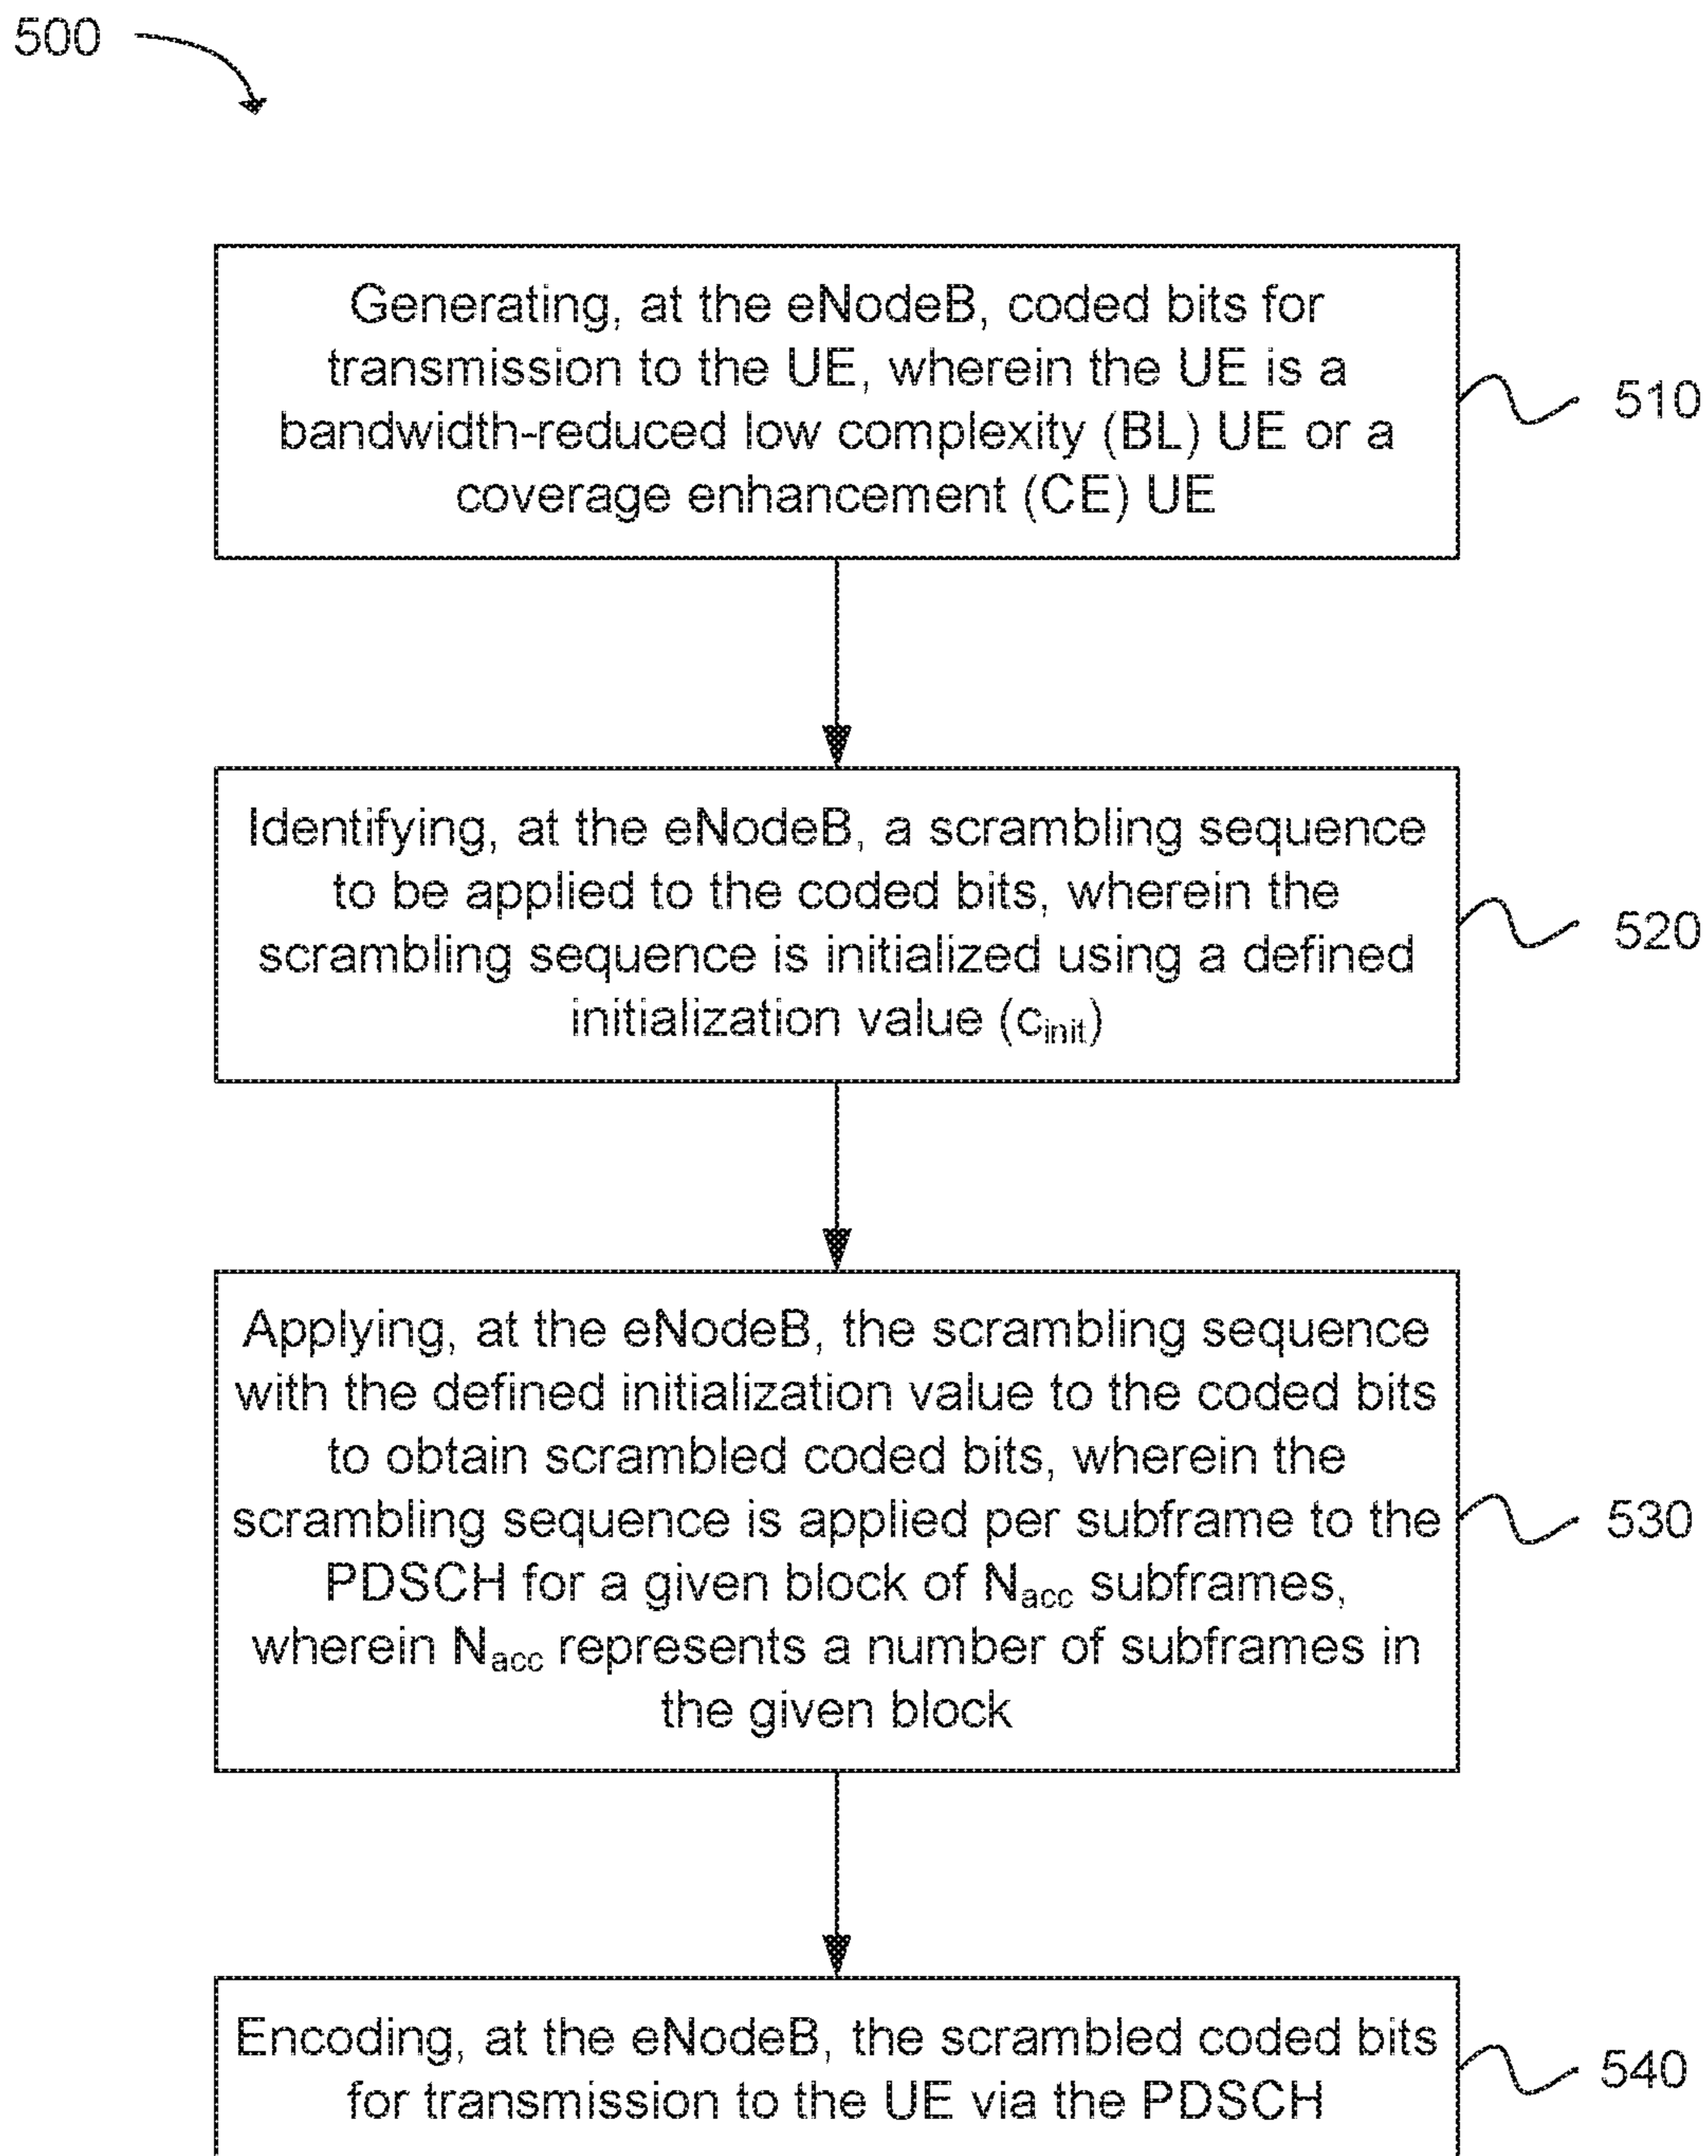 500
Generating, at the eNodeB, coded bits for
transmission to the UE, wherein the UE is a
bandwidth-reduced low complexity (BL) UE or a
coverage enhancement (CE) UE
510
Identifying, at the eNodeB, a scrambling sequence
to be applied to the coded bits, wherein the
scrambling sequence is initialized using a defined
initialization value (c_init)
520
Applying, at the eNodeB, the scrambling sequence
with the defined initialization value to the coded bits
to obtain scrambled coded bits, wherein the
scrambling sequence is applied per subframe to the
PDSCH for a given block of N_acc subframes,
wherein N_acc represents a number of subframes in
the given block
530
Encoding, at the eNodeB, the scrambled coded bits
for transmission to the UE via the PDSCH
540